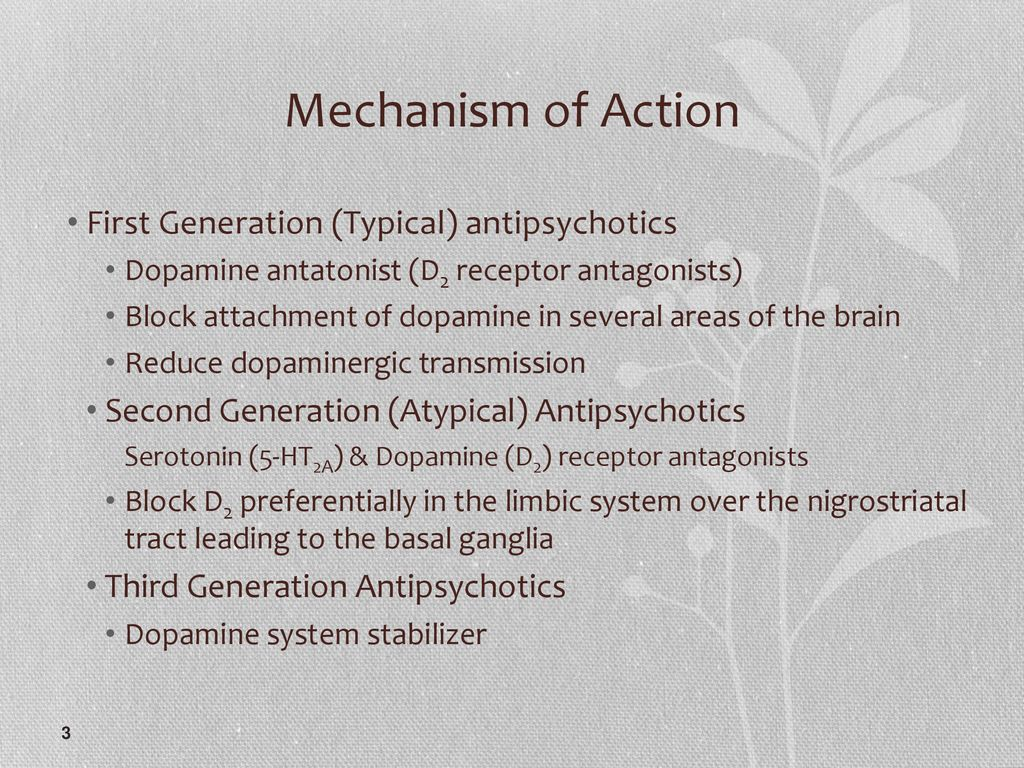 Mechanism of Action
• First Generation (Typical) antipsychotics
• Dopamine antatonist (D₂ receptor antagonists)
• Block attachment of dopamine in several areas of the brain
• Reduce dopaminergic transmission
• Second Generation (Atypical) Antipsychotics
Serotonin (5-HT₂A) & Dopamine (D₂) receptor antagonists
• Block D₂ preferentially in the limbic system over the nigrostriatal
tract leading to the basal ganglia
• Third Generation Antipsychotics
• Dopamine system stabilizer
3